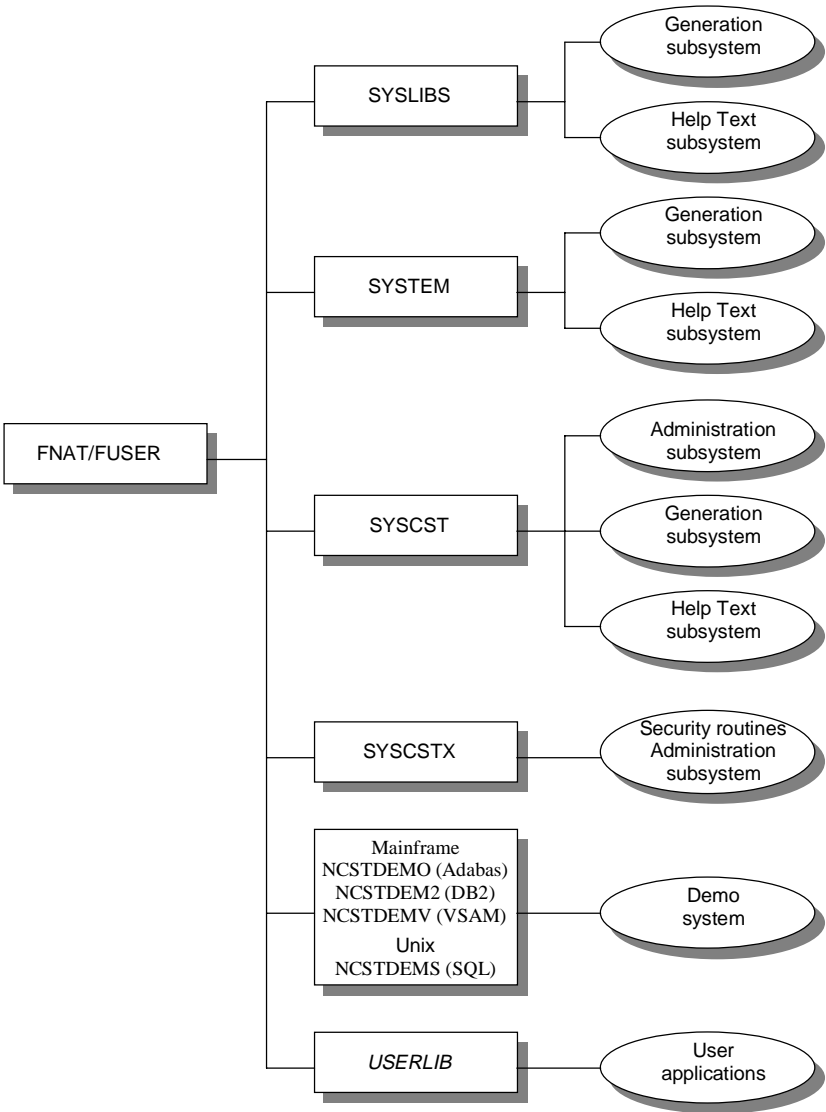 Generation
subsystem
SYSLIBS
Help Text
subsystem
Generation
subsystem
SYSTEM
Help Text
subsystem
FNAT/FUSER
Administration
subsystem
SYSCST
Generation
subsystem
Help Text
subsystem
SYSCSTX
Security routines
Administration
subsystem
Mainframe
NCSTDEMO (Adabas)
NCSTDEM2 (DB2)
NCSTDEMV (VSAM)
Unix
NCSTDEMS (SQL)
Demo
system
USERLIB
User
applications